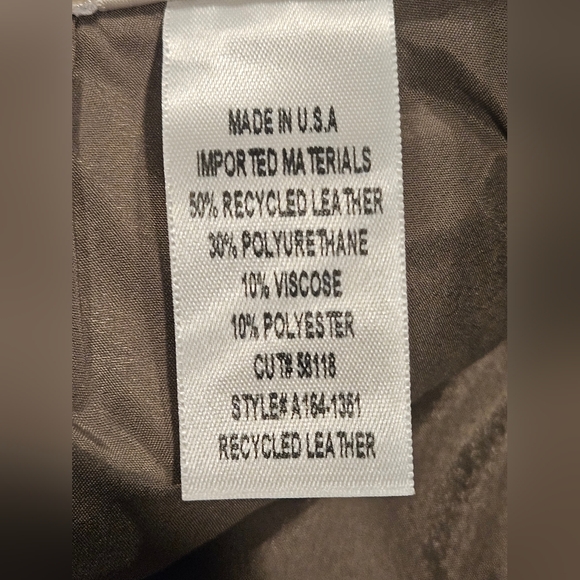 MADE IN U.S.A
IMPORTED MATERIALS
50% RECYCLED LEATHER
30% POLYURETHANE
10% VISCOSE
10% POLYESTER
CUT# 58118
STYLE# A164-1361
RECYCLED LEATHER